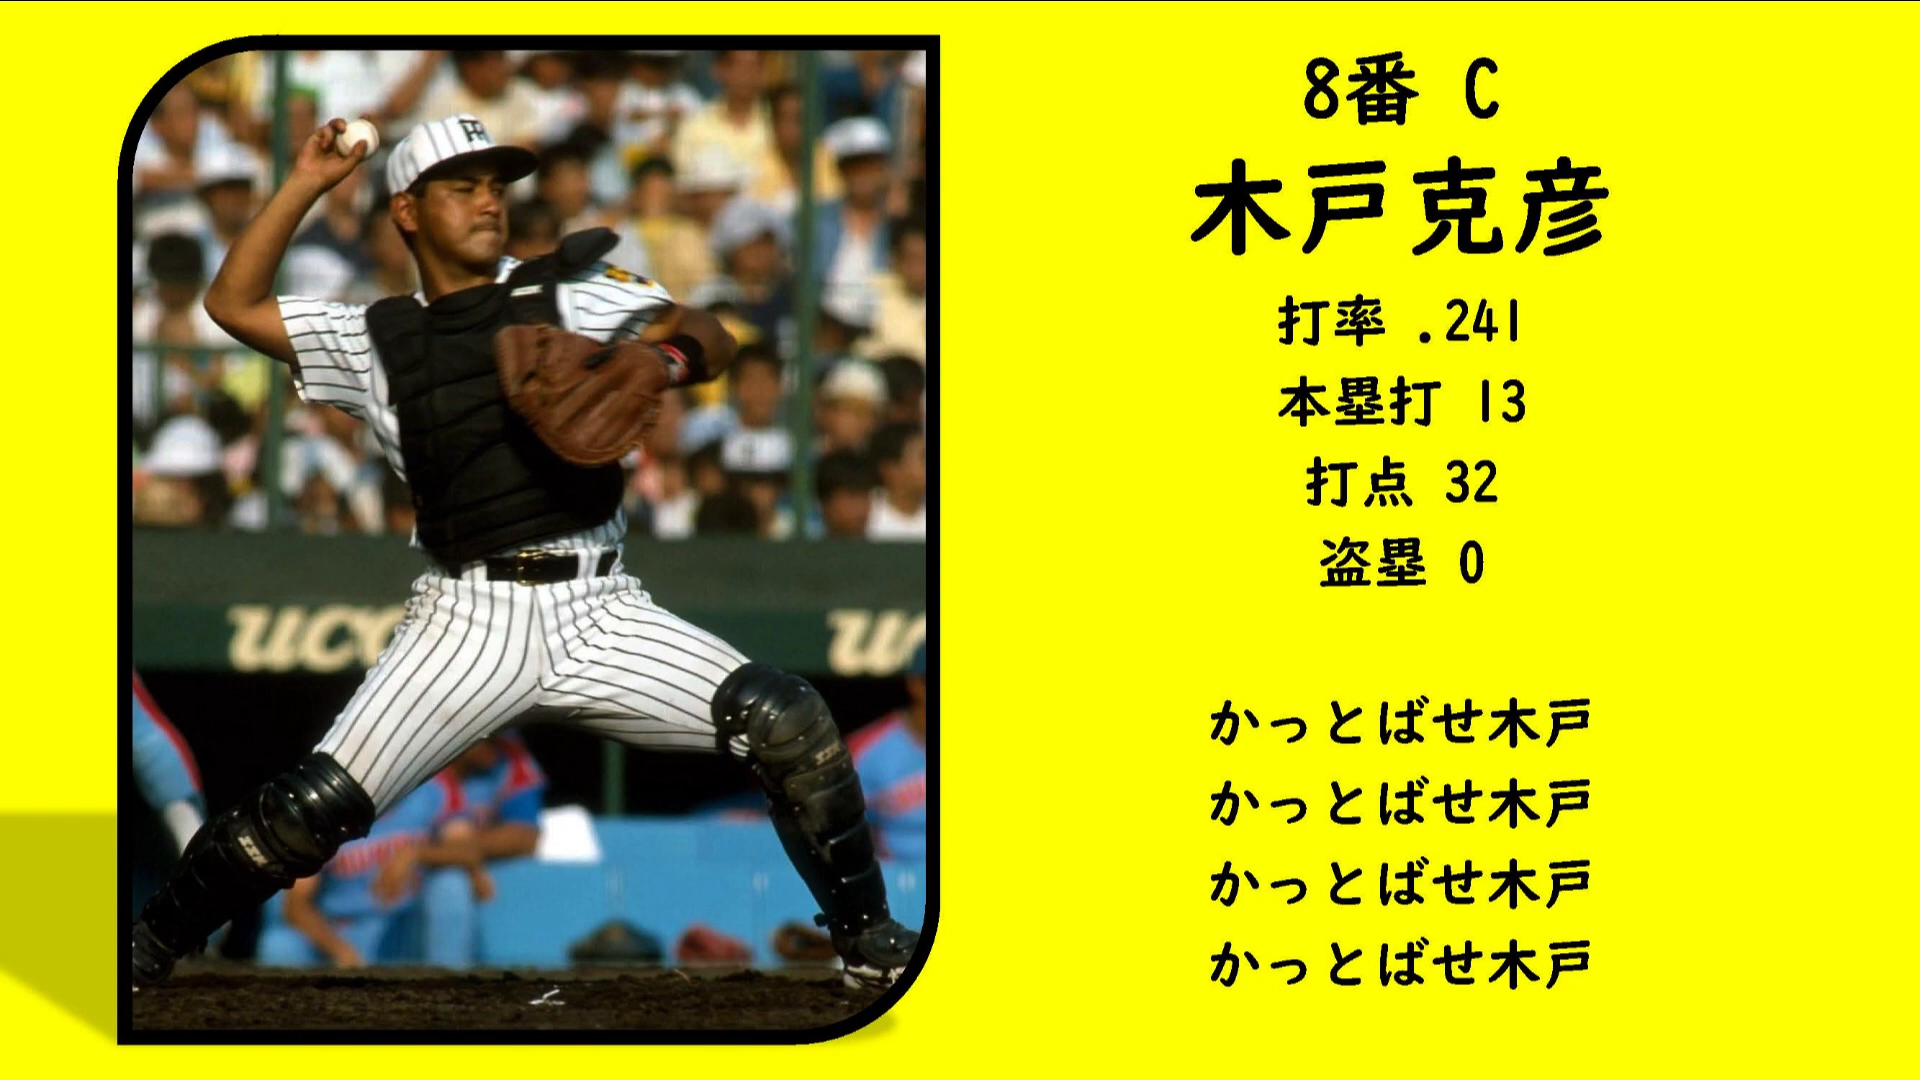 8番 C
木戸克彦
打率 .241
本塁打 13
打点 32
盗塁 0
かっとばせ木戸
かっとばせ木戸
かっとばせ木戸
かっとばせ木戸
ucc